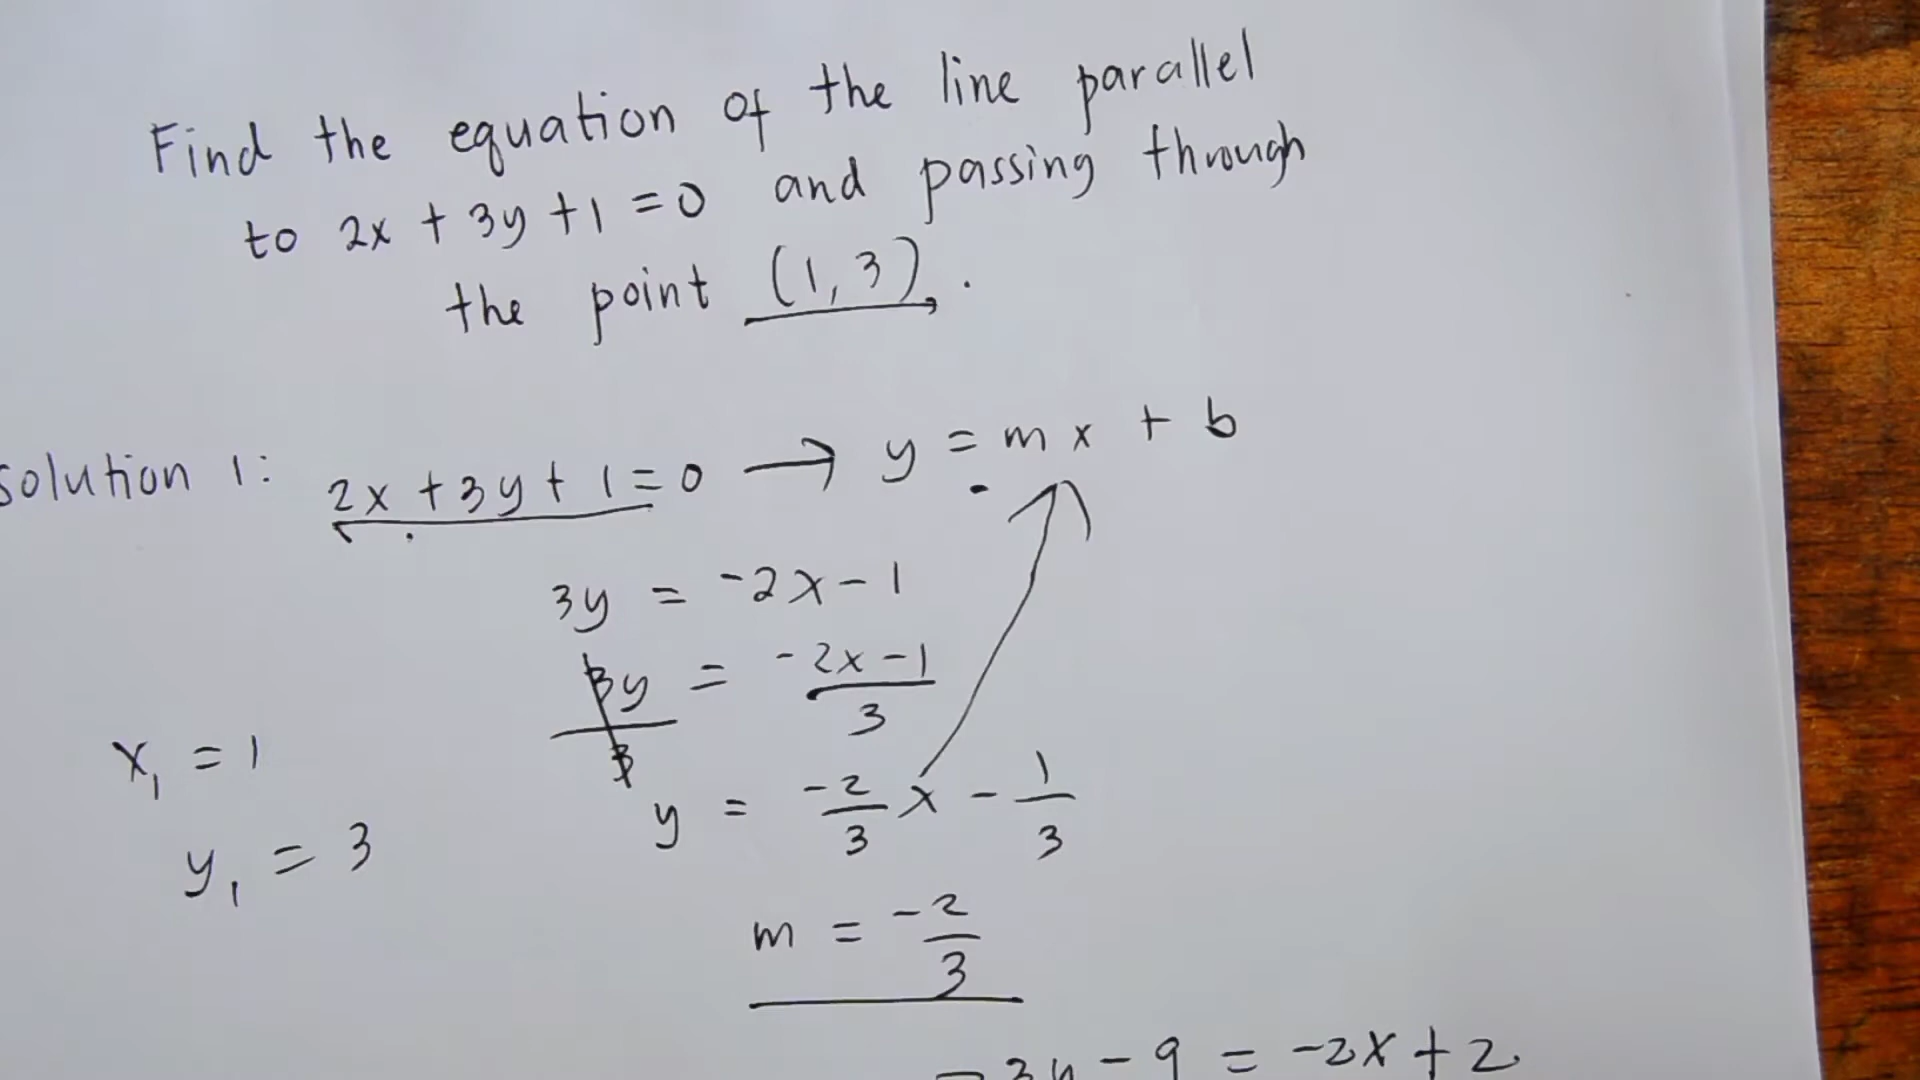 Find the equation of the line parallel
to 2x + 3y + 1 = 0 and passing through
the point (1, 3).
solution 1: 2x + 3y + 1 = 0 → y = mx + b
3y = -2x - 1
3y/3 = -2x - 1/3
y = -2/3 x - 1/3
x₁ = 1
y₁ = 3
m = -2/3
3y - 9 = -2x + 2